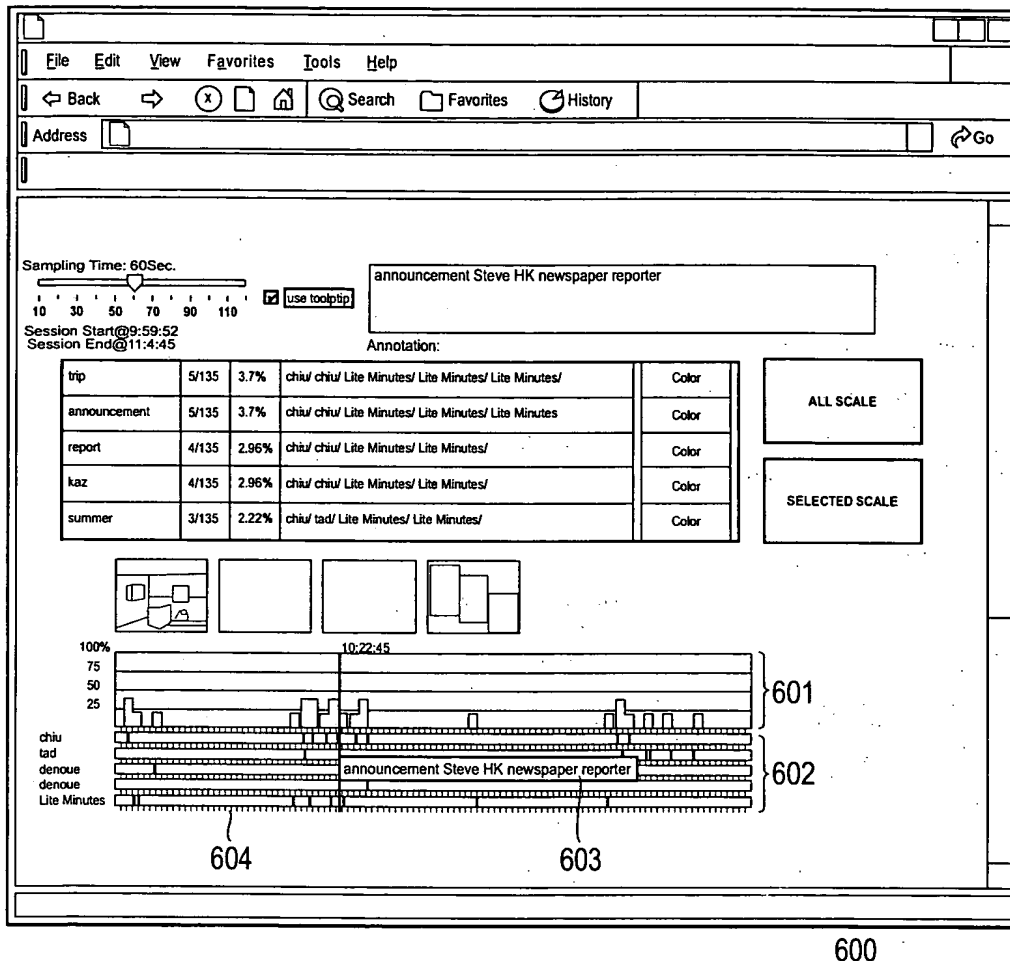 File Edit View Favorites Tools Help
Back x Search Favorites History
Address Go
Sampling Time: 60Sec.
10 30 50 70 90 110
use tooltptip
Session Start@9:59:52
Session End@11:4:45
announcement Steve HK newspaper reporter
Annotation:
trip 5/135 3.7% chiu/ chiu/ Lite Minutes/ Lite Minutes/ Lite Minutes/ Color
announcement 5/135 3.7% chiu/ chiu/ Lite Minutes/ Lite Minutes/ Lite Minutes Color
report 4/135 2.96% chiu/ chiu/ Lite Minutes/ Lite Minutes/ Color
kaz 4/135 2.96% chiu/ chiu/ Lite Minutes/ Lite Minutes/ Color
summer 3/135 2.22% chiu/ tad/ Lite Minutes/ Lite Minutes/ Color
ALL SCALE
SELECTED SCALE
10:22:45
100%
75
50
25
601
chiu
tad
denoue
denoue
Lite Minutes
announcement Steve HK newspaper reporter
602
604
603
600